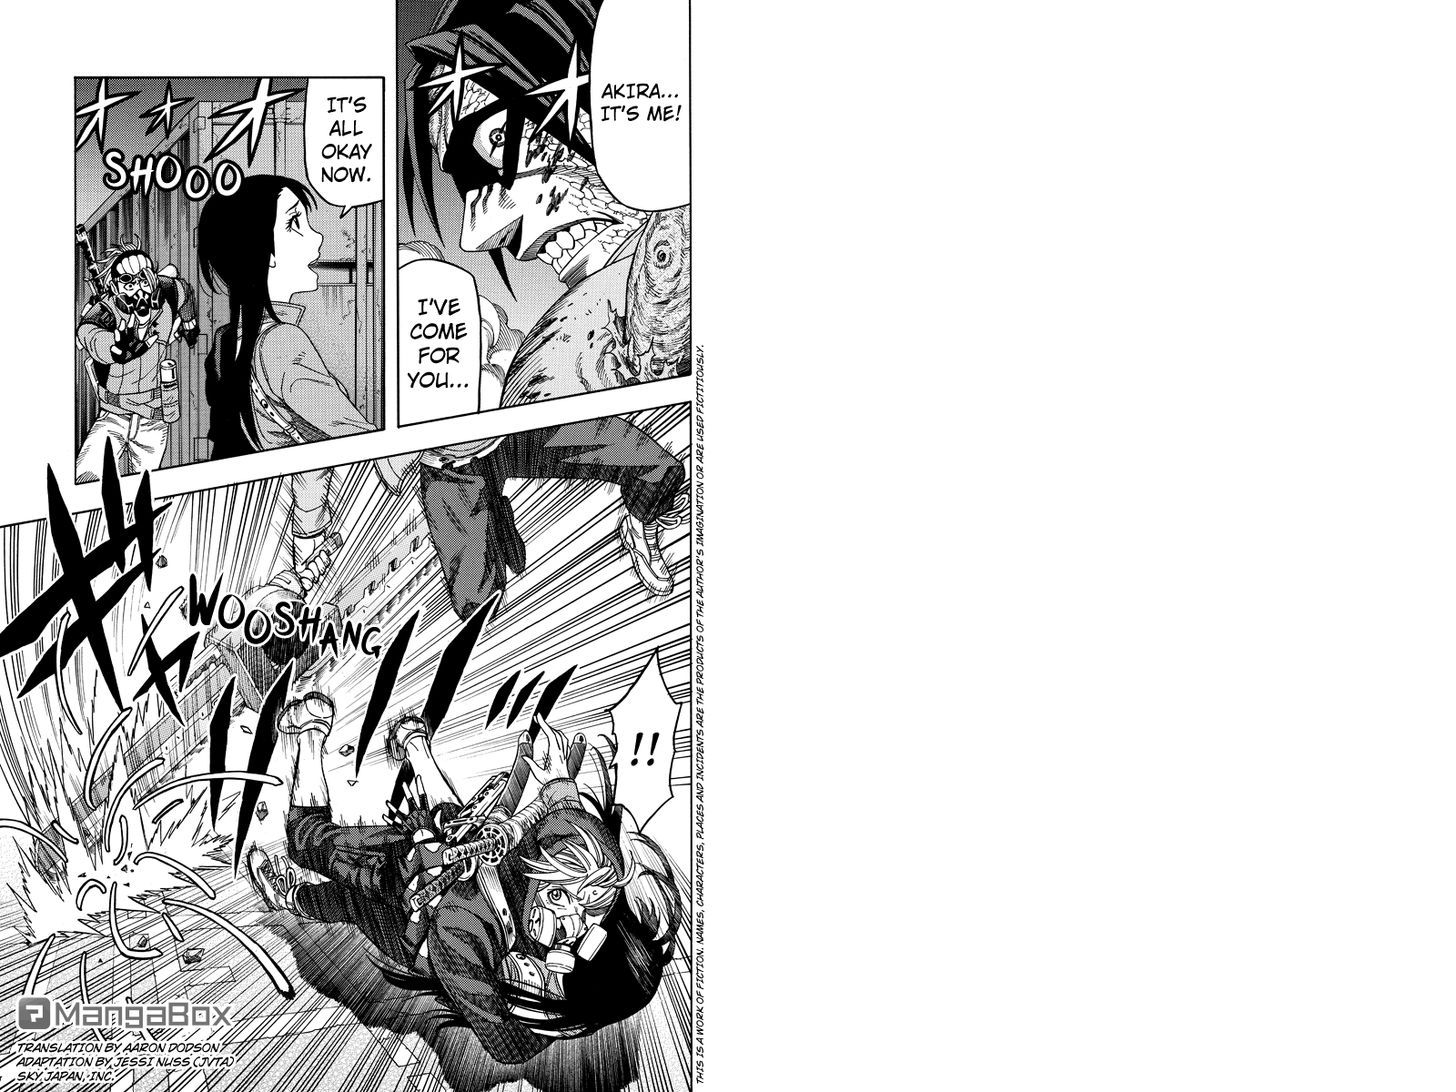 AKIRA...
IT'S ME!
I'VE
COME
FOR
YOU...
IT'S
ALL
OKAY
NOW.
SHOOO
ギャ
WOOSHANG
!!
MangaBox
TRANSLATION BY AARON DODSON
ADAPTATION BY JESSI NUSS (JVTA)
SKY JAPAN, INC.
THIS IS A WORK OF FICTION. NAMES, CHARACTERS, PLACES AND INCIDENTS ARE THE PRODUCTS OF THE AUTHOR'S IMAGINATION OR ARE USED FICTITIOUSLY.